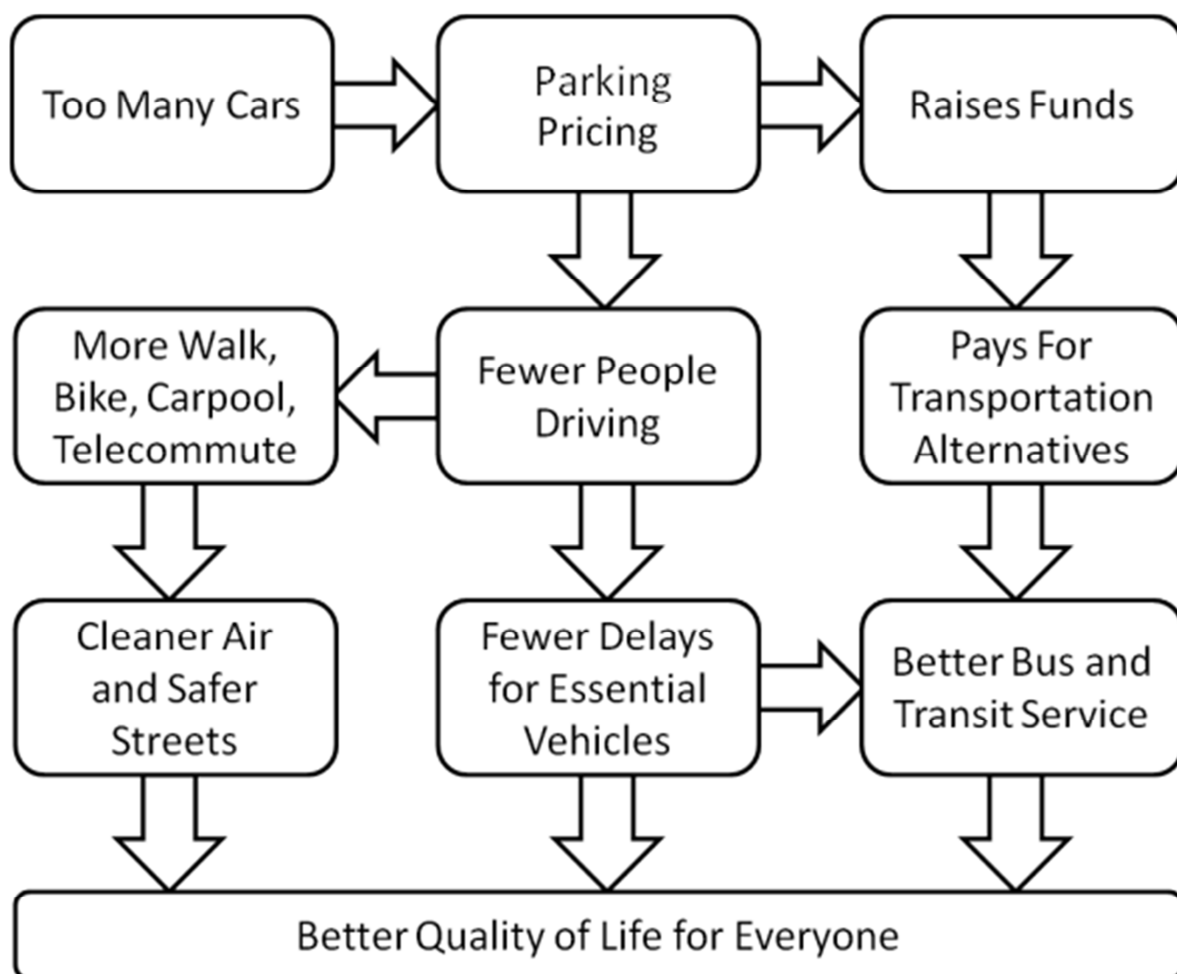 Too Many Cars
Parking
Pricing
Raises Funds
More Walk,
Bike, Carpool,
Telecommute
Fewer People
Driving
Pays For
Transportation
Alternatives
Cleaner Air
and Safer
Streets
Fewer Delays
for Essential
Vehicles
Better Bus and
Transit Service
Better Quality of Life for Everyone